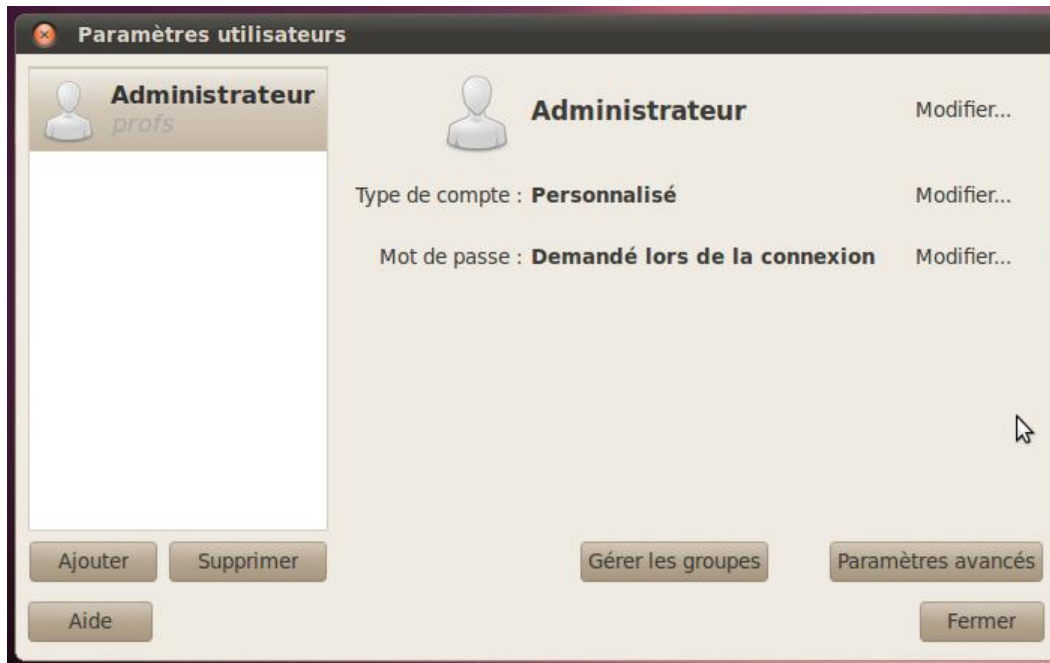 Paramètres utilisateurs
Administrateur
profs
Administrateur Modifier...
Type de compte : Personnalisé Modifier...
Mot de passe : Demandé lors de la connexion Modifier...
Ajouter Supprimer Gérer les groupes Paramètres avancés
Aide Fermer